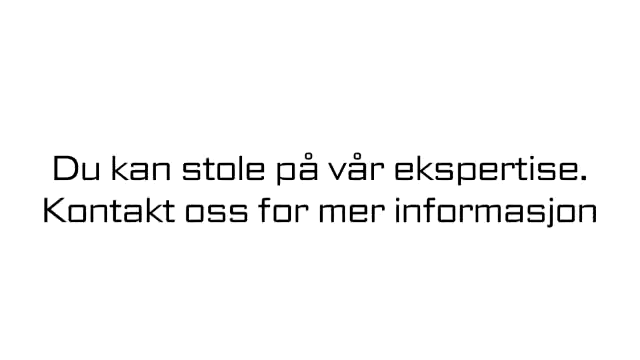 Du kan stole på vår ekspertise.
Kontakt oss for mer informasjon